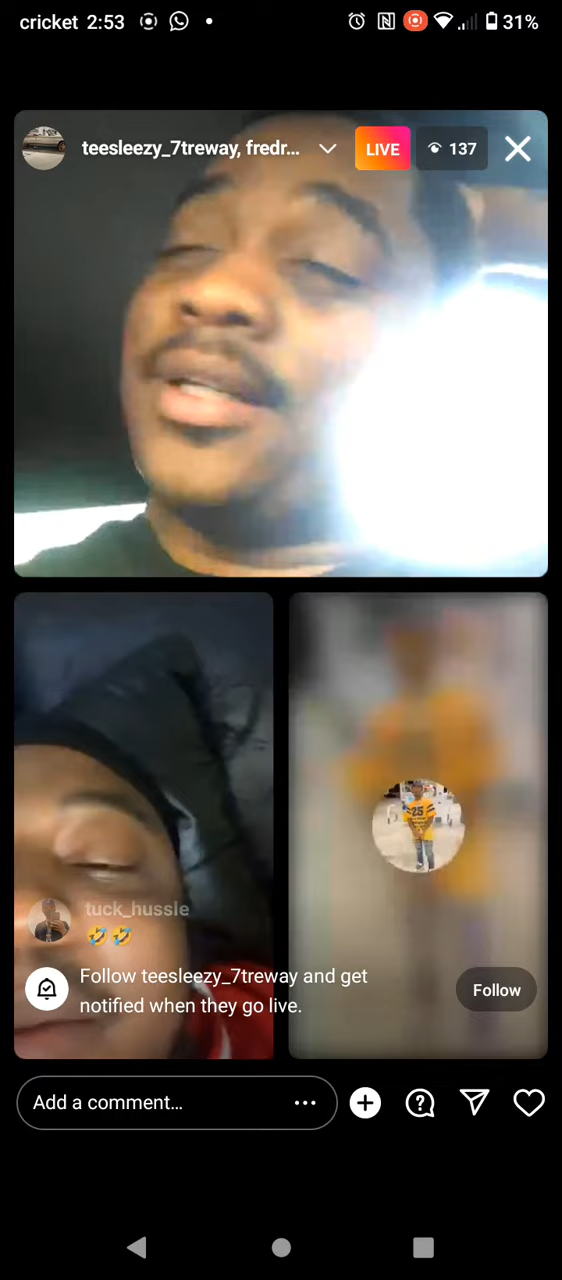 cricket 2:53
31%
teesleezy_7treway, fredr...
LIVE
137
25
tuck_hussle
🤣🤣
Follow teesleezy_7treway and get
notified when they go live.
Follow
Add a comment…